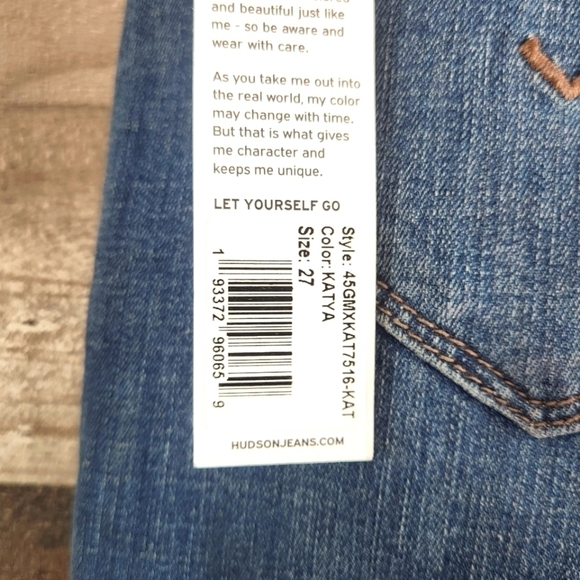 and beautiful just like
me - so be aware and
wear with care.
As you take me out into
the real world, my color
may change with time.
But that is what gives
me character and
keeps me unique.
LET YOURSELF GO
Style: 45GMXKAT7516-KAT
Color: KATYA
Size: 27
1 93372 96065 9
HUDSONJEANS.COM